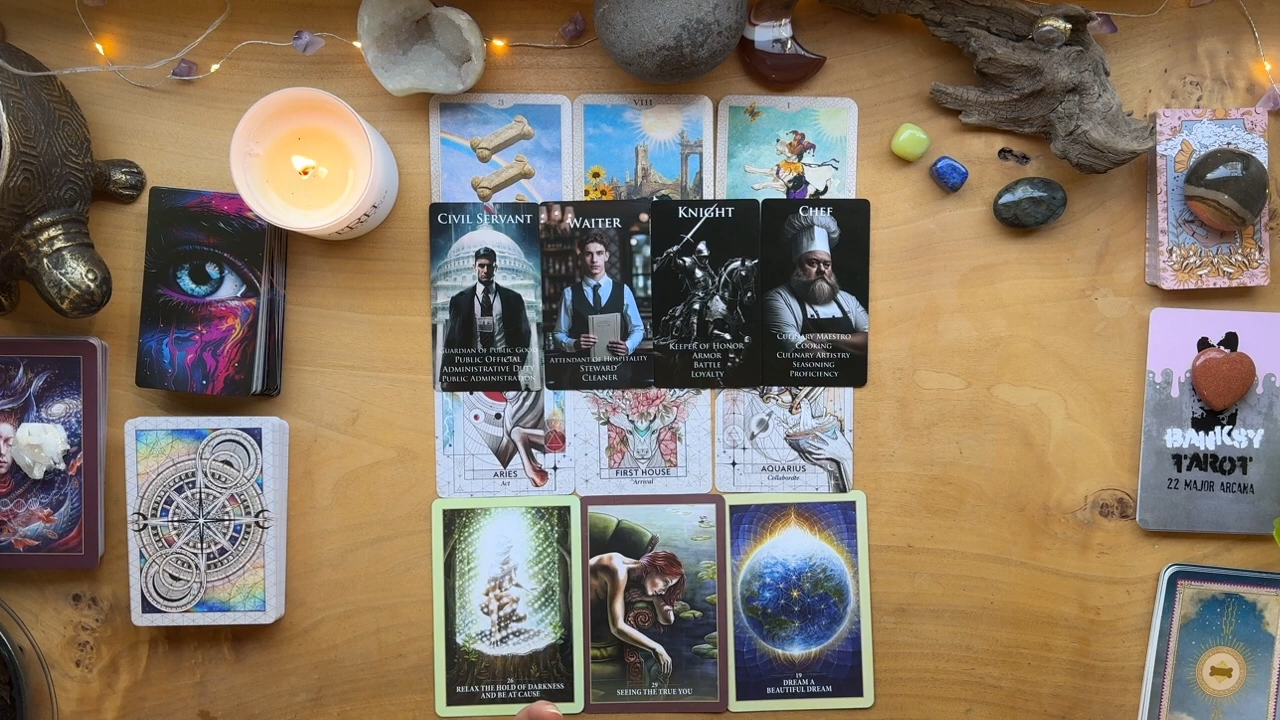 VIII
I
CIVIL SERVANT
GUARDIAN OF PUBLIC GOOD
PUBLIC OFFICIAL
ADMINISTRATIVE DUTY
PUBLIC ADMINISTRATION
WAITER
ATTENDANT OF HOSPITALITY
STEWARD
CLEANER
KNIGHT
KEEPER OF HONOR
ARMOR
BATTLE
LOYALTY
CHEF
CULINARY MAESTRO
COOKING
CULINARY ARTISTRY
SEASONING
PROFICIENCY
ARIES
Act
FIRST HOUSE
Arrival
AQUARIUS
Collaborate
26
RELAX THE HOLD OF DARKNESS
AND BE AT CAUSE
29
SEEING THE TRUE YOU
19
DREAM A
BEAUTIFUL DREAM
BANKSY
TAROT
22 MAJOR ARCANA